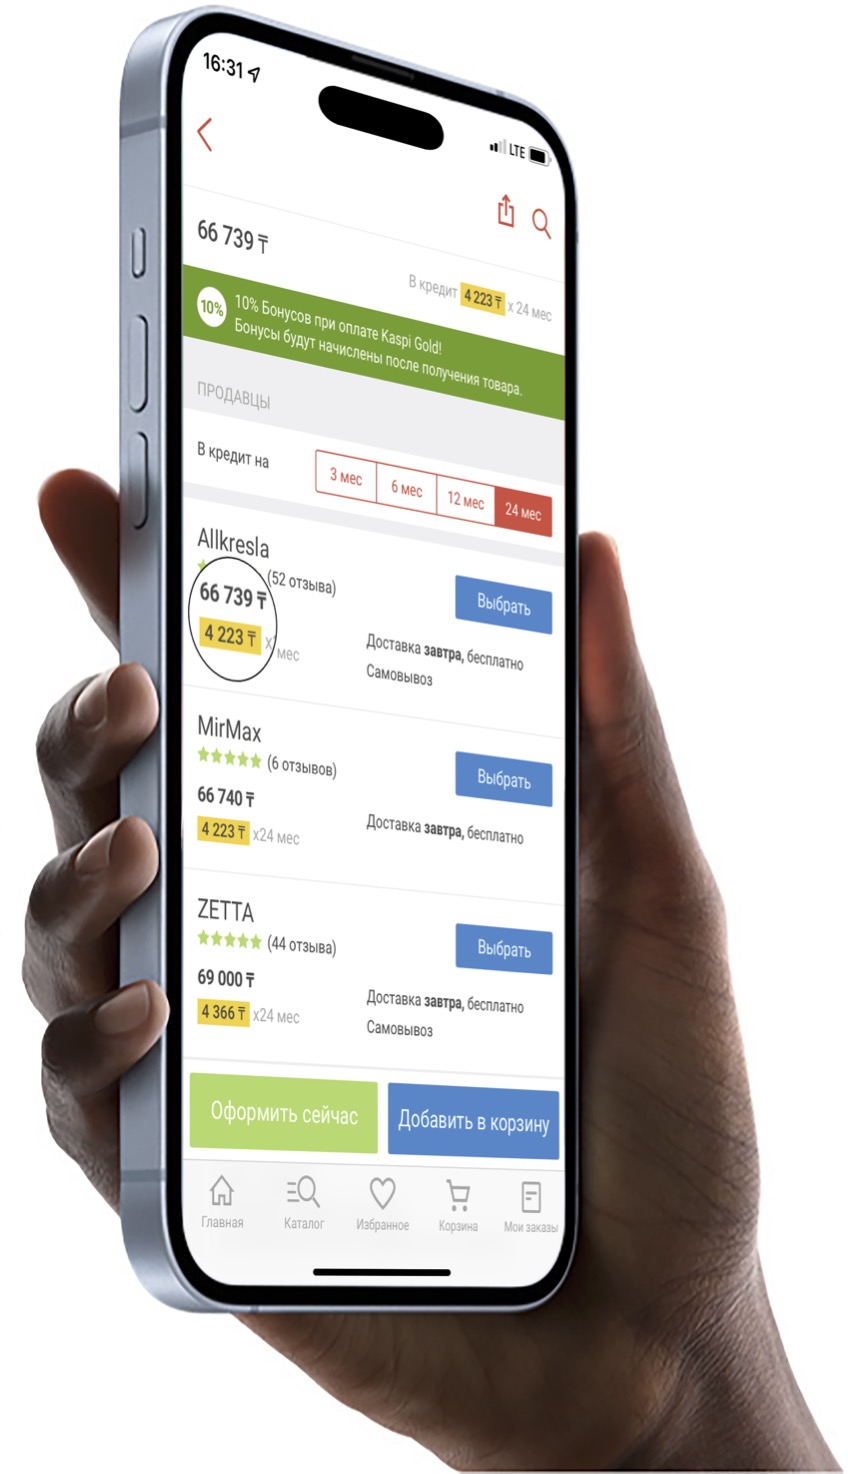 16:31
LTE
66 739 ₸
В кредит 4 223 ₸ x 24 мес
10%
10% Бонусов при оплате Kaspi Gold!
Бонусы будут начислены после получения товара.
ПРОДАВЦЫ
В кредит на
3 мес
6 мес
12 мес
24 мес
Allkresla
(52 отзыва)
66 739 ₸
4 223 ₸
мес
Выбрать
Доставка завтра, бесплатно
Самовывоз
MirMax
(6 отзывов)
66 740 ₸
4 223 ₸ x24 мес
Выбрать
Доставка завтра, бесплатно
ZETTA
(44 отзыва)
69 000 ₸
4 366 ₸ x24 мес
Выбрать
Доставка завтра, бесплатно
Самовывоз
Оформить сейчас
Добавить в корзину
Главная
Каталог
Избранное
Корзина
Мои заказы